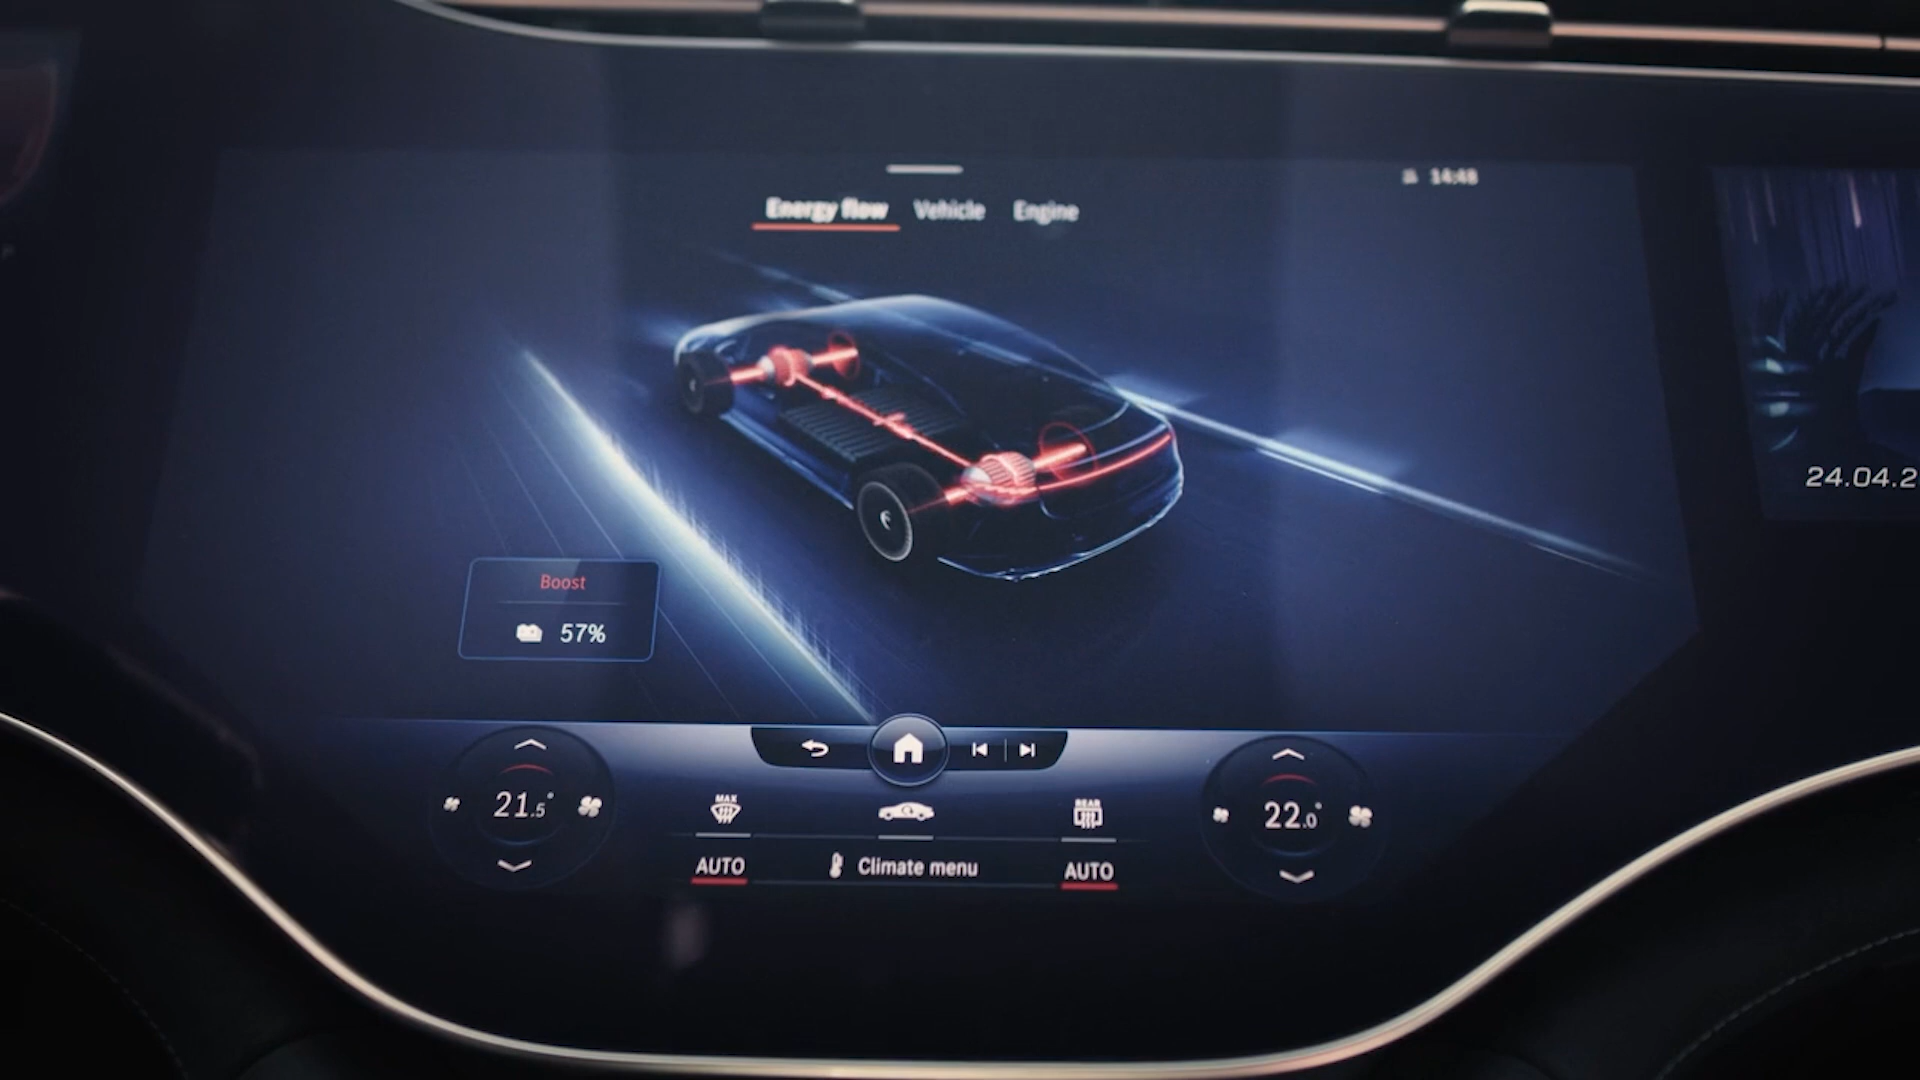 14:48
Energy flow Vehicle Engine
24.04.2
Boost
57%
21.5°
MAX
REAR
22.0°
AUTO
Climate menu
AUTO